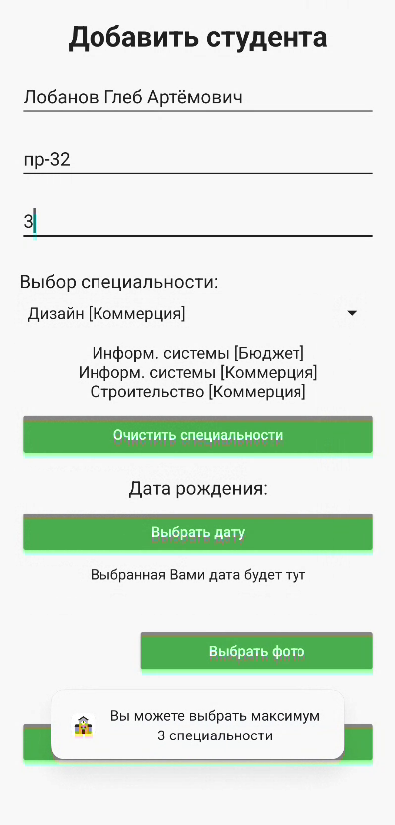 Добавить студента
Лобанов Глеб Артёмович
пр-32
3
Выбор специальности:
Дизайн [Коммерция]
Информ. системы [Бюджет]
Информ. системы [Коммерция]
Строительство [Коммерция]
Очистить специальности
Дата рождения:
Выбрать дату
Выбранная Вами дата будет тут
Выбрать фото
Вы можете выбрать максимум
3 специальности